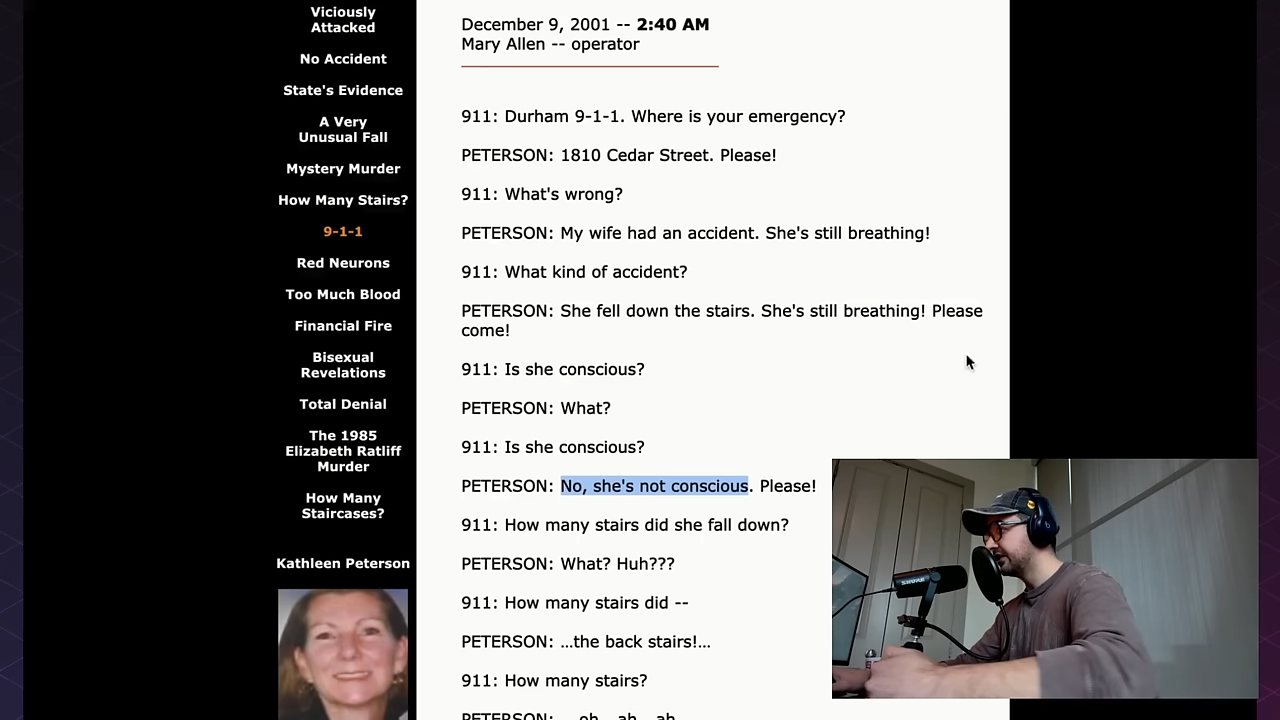 Viciously
Attacked
No Accident
State's Evidence
A Very
Unusual Fall
Mystery Murder
How Many Stairs?
9-1-1
Red Neurons
Too Much Blood
Financial Fire
Bisexual
Revelations
Total Denial
The 1985
Elizabeth Ratliff
Murder
How Many
Staircases?
Kathleen Peterson
December 9, 2001 -- 2:40 AM
Mary Allen -- operator
911: Durham 9-1-1. Where is your emergency?
PETERSON: 1810 Cedar Street. Please!
911: What's wrong?
PETERSON: My wife had an accident. She's still breathing!
911: What kind of accident?
PETERSON: She fell down the stairs. She's still breathing! Please
come!
911: Is she conscious?
PETERSON: What?
911: Is she conscious?
PETERSON: No, she's not conscious. Please!
911: How many stairs did she fall down?
PETERSON: What? Huh???
911: How many stairs did --
PETERSON: …the back stairs!…
911: How many stairs?
PETERSON: …oh…ah…ah
SHURE